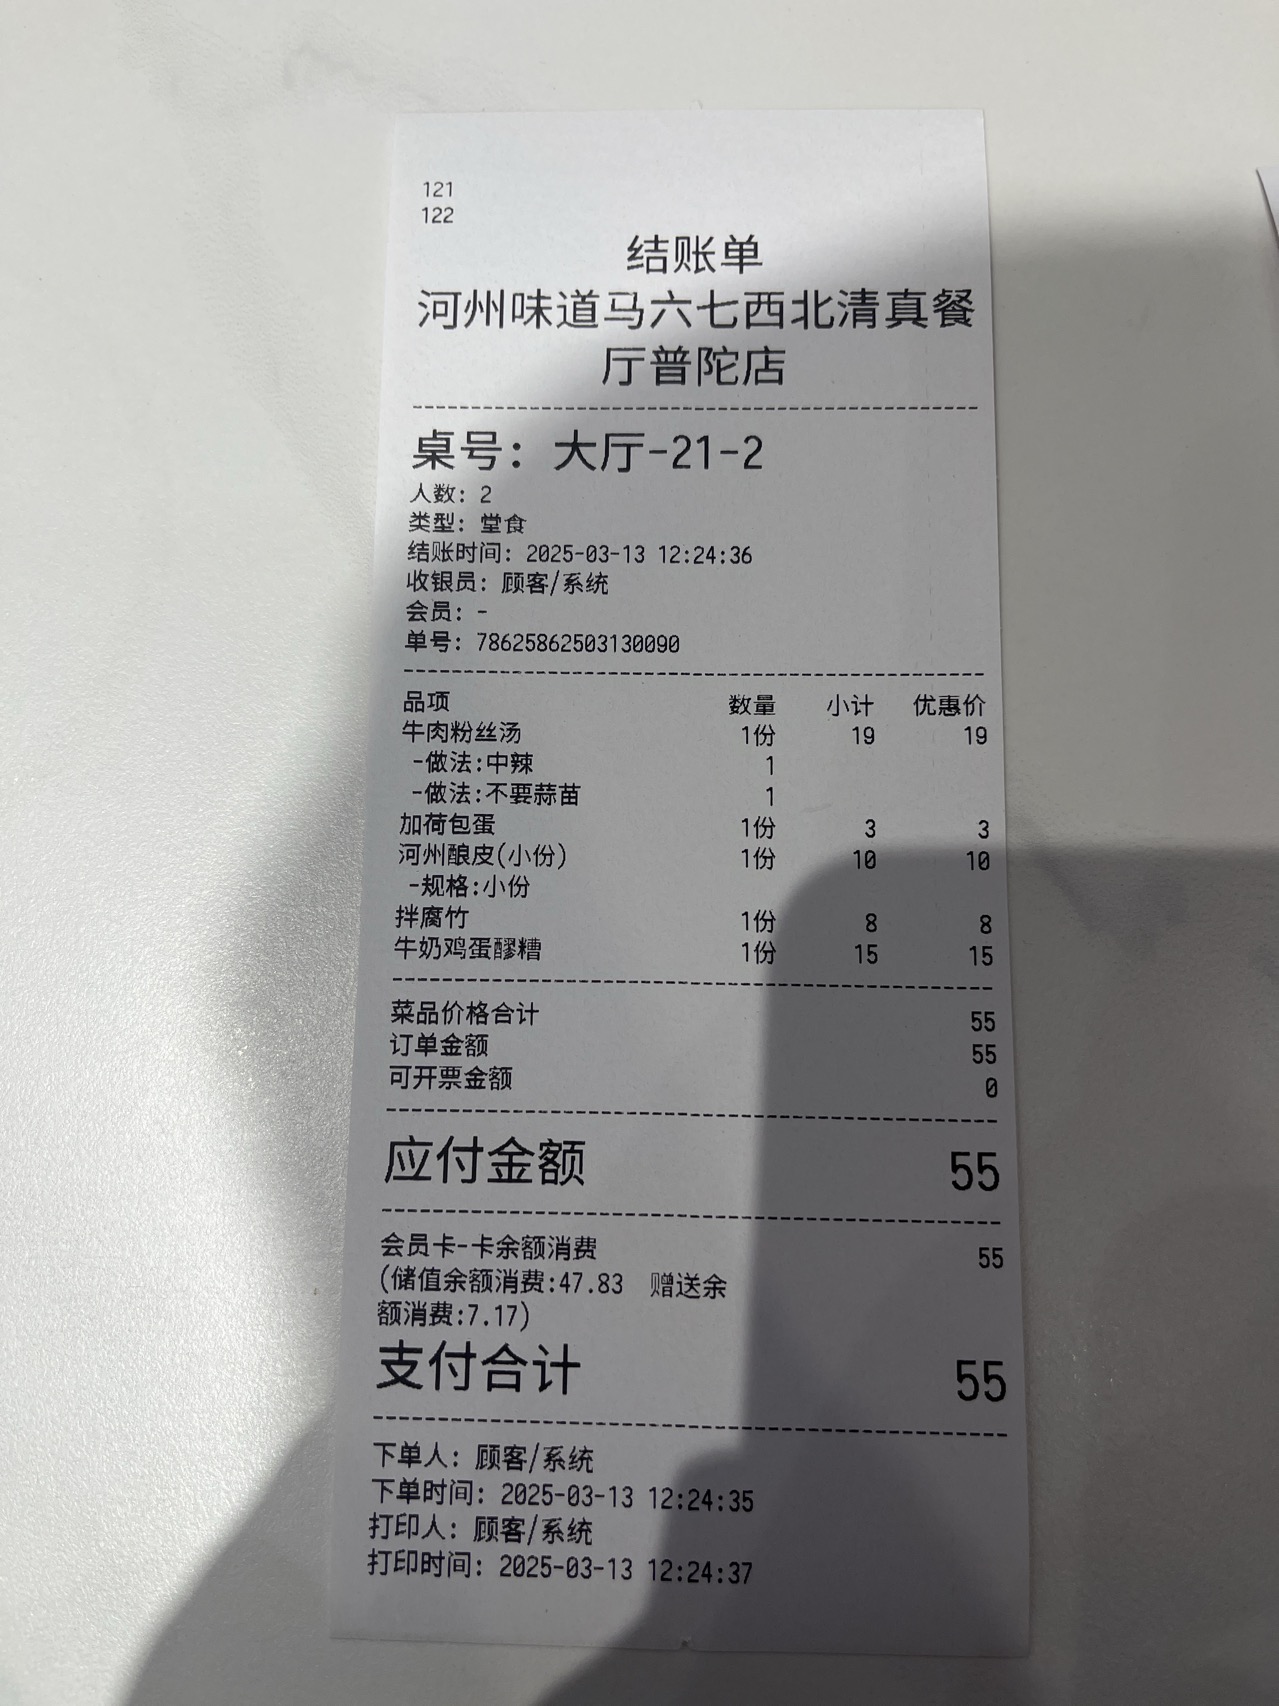 121
122
结账单
河州味道马六七西北清真餐
厅普陀店
桌号：大厅-21-2
人数：2
类型：堂食
结账时间：2025-03-13 12:24:36
收银员：顾客/系统
会员：-
单号：78625862503130090
品项 数量 小计 优惠价
牛肉粉丝汤 1份 19 19
-做法:中辣 1
-做法:不要蒜苗 1
加荷包蛋 1份 3 3
河州酿皮(小份) 1份 10 10
-规格:小份
拌腐竹 1份 8 8
牛奶鸡蛋醪糟 1份 15 15
菜品价格合计 55
订单金额 55
可开票金额 0
应付金额 55
会员卡-卡余额消费 55
(储值余额消费:47.83 赠送余
额消费:7.17)
支付合计 55
下单人：顾客/系统
下单时间：2025-03-13 12:24:35
打印人：顾客/系统
打印时间：2025-03-13 12:24:37